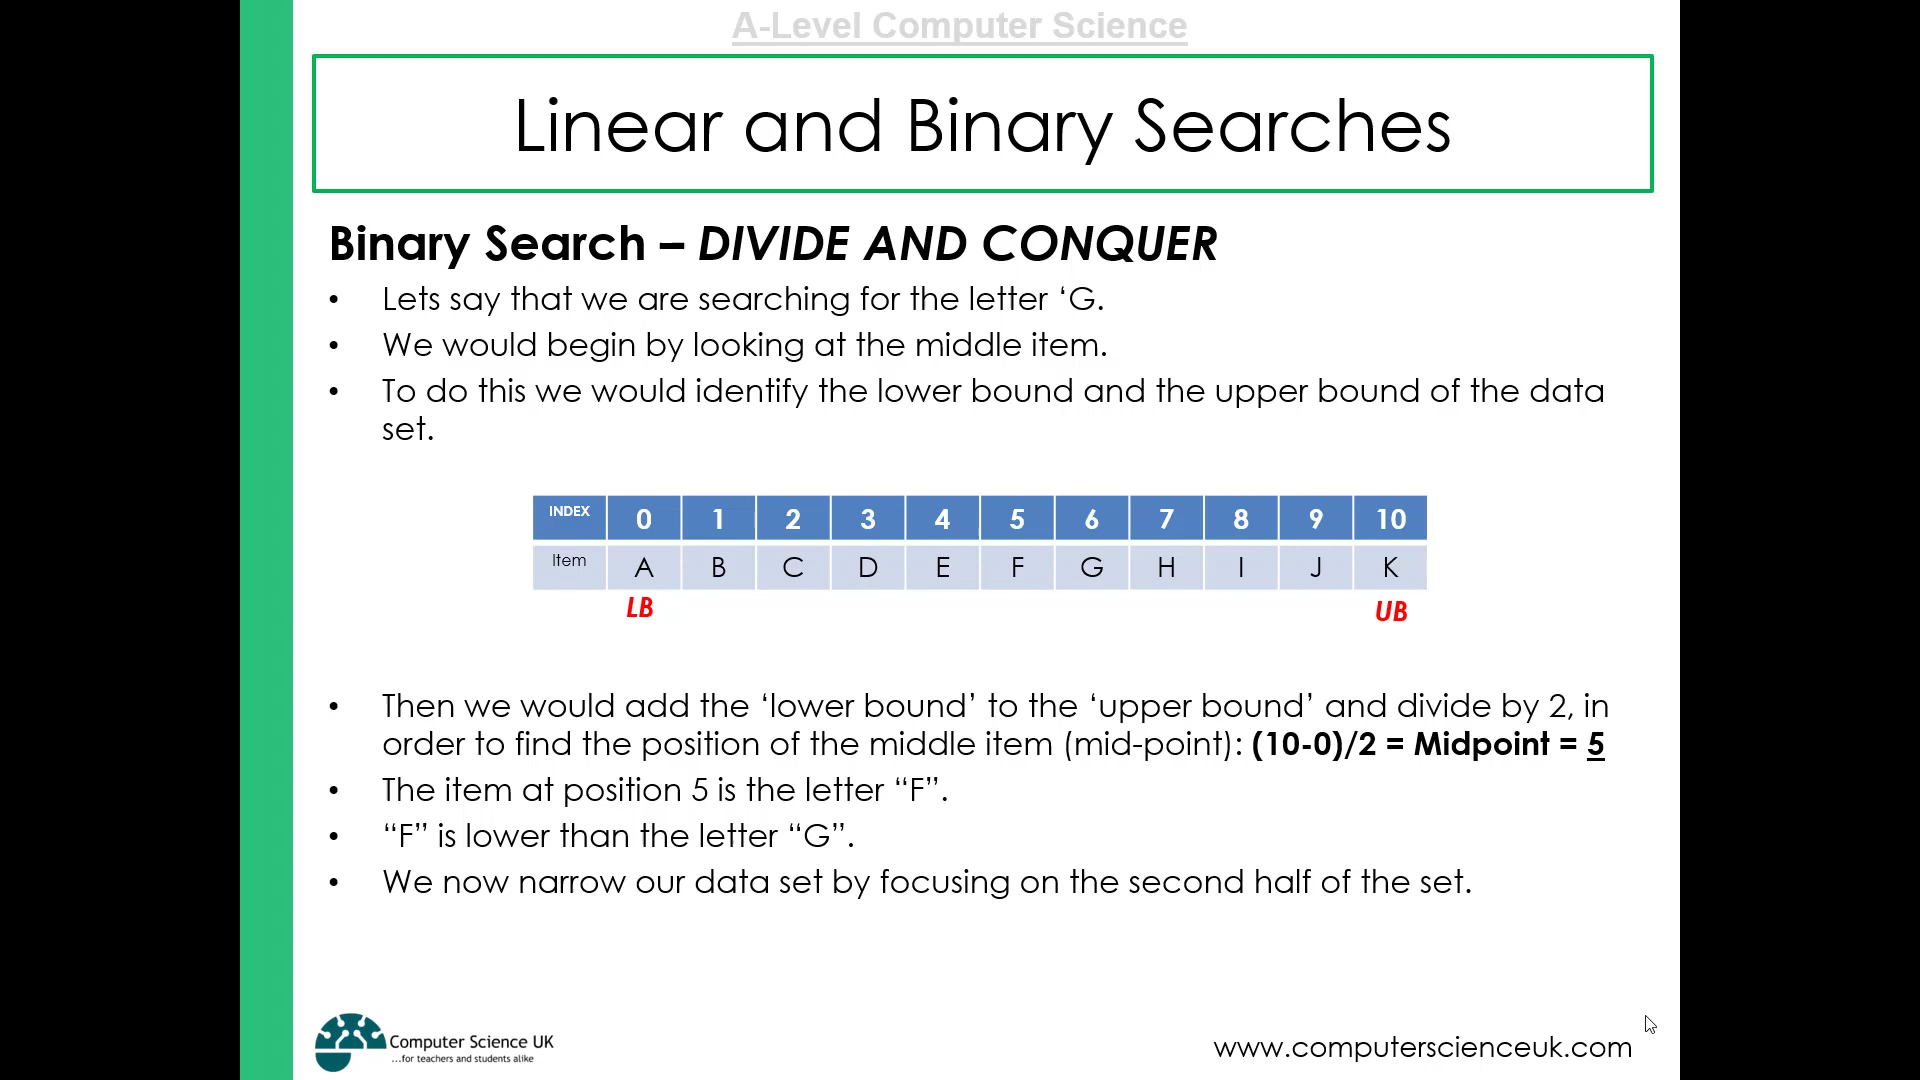 A-Level Computer Science
Linear and Binary Searches
Binary Search – DIVIDE AND CONQUER
• Lets say that we are searching for the letter ‘G.
• We would begin by looking at the middle item.
• To do this we would identify the lower bound and the upper bound of the data
set.
INDEX 0 1 2 3 4 5 6 7 8 9 10
Item A B C D E F G H I J K
LB UB
• Then we would add the ‘lower bound’ to the ‘upper bound’ and divide by 2, in
order to find the position of the middle item (mid-point): (10-0)/2 = Midpoint = 5
• The item at position 5 is the letter “F”.
• “F” is lower than the letter “G”.
• We now narrow our data set by focusing on the second half of the set.
Computer Science UK
...for teachers and students alike
www.computerscienceuk.com